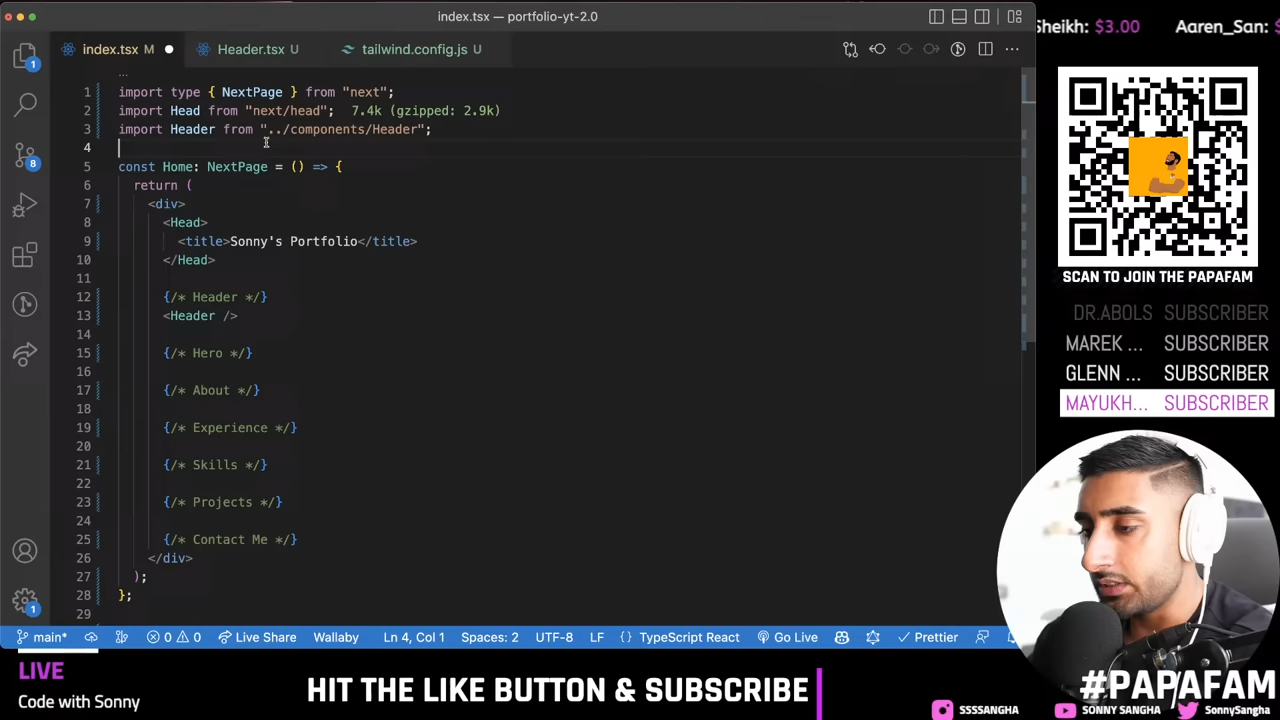 index.tsx — portfolio-yt-2.0
Sheikh: $3.00 Aaren_San: $
index.tsx M
Header.tsx U
tailwind.config.js U
...
1 import type { NextPage } from "next";
2 import Head from "next/head"; 7.4k (gzipped: 2.9k)
3 import Header from "../components/Header";
4
5 const Home: NextPage = () => {
6 return (
7 <div>
8 <Head>
9 <title>Sonny's Portfolio</title>
10 </Head>
11
12 {/* Header */}
13 <Header />
14
15 {/* Hero */}
16
17 {/* About */}
18
19 {/* Experience */}
20
21 {/* Skills */}
22
23 {/* Projects */}
24
25 {/* Contact Me */}
26 </div>
27 );
28 };
29
1
8
1
SCAN TO JOIN THE PAPAFAM
DR.ABOLS SUBSCRIBER
MAREK ... SUBSCRIBER
GLENN ... SUBSCRIBER
MAYUKH... SUBSCRIBER
main* 0 0 Live Share Wallaby Ln 4, Col 1 Spaces: 2 UTF-8 LF {} TypeScript React Go Live Prettier
LIVE
Code with Sonny
HIT THE LIKE BUTTON & SUBSCRIBE
#PAPAFAM
SSSSANGHA SONNY SANGHA SonnySangha